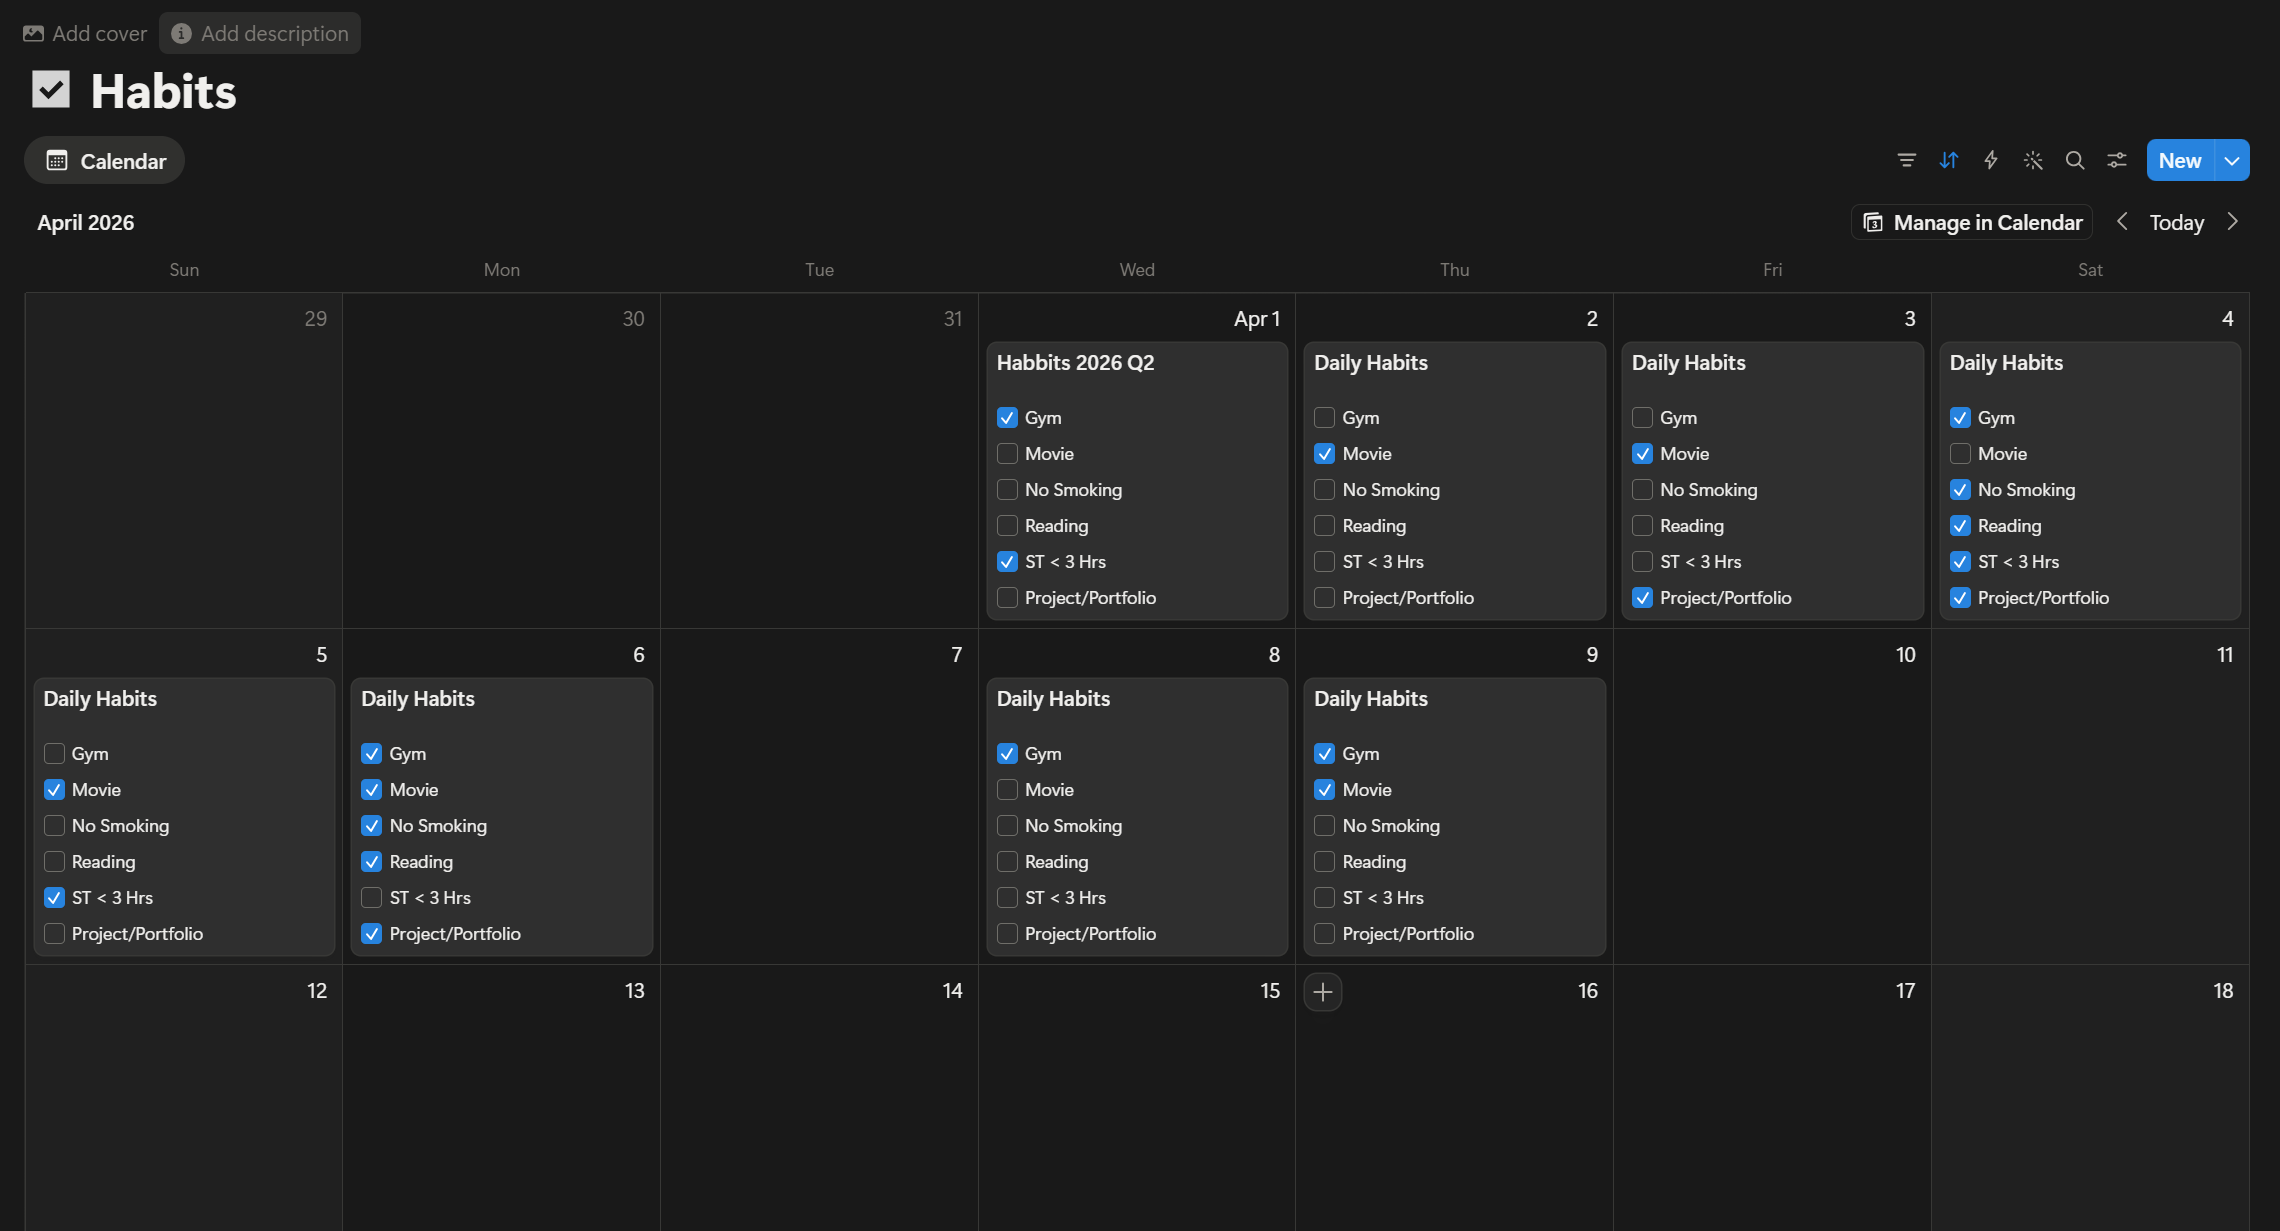 Add cover Add description
Habits
Calendar New
April 2026 Manage in Calendar Today
Sun Mon Tue Wed Thu Fri Sat
29 30 31 Apr 1 2 3 4
Habbits 2026 Q2 Daily Habits Daily Habits Daily Habits
Gym Gym Gym Gym
Movie Movie Movie Movie
No Smoking No Smoking No Smoking No Smoking
Reading Reading Reading Reading
ST < 3 Hrs ST < 3 Hrs ST < 3 Hrs ST < 3 Hrs
Project/Portfolio Project/Portfolio Project/Portfolio Project/Portfolio
5 6 7 8 9 10 11
Daily Habits Daily Habits Daily Habits Daily Habits
Gym Gym Gym Gym
Movie Movie Movie Movie
No Smoking No Smoking No Smoking No Smoking
Reading Reading Reading Reading
ST < 3 Hrs ST < 3 Hrs ST < 3 Hrs ST < 3 Hrs
Project/Portfolio Project/Portfolio Project/Portfolio Project/Portfolio
12 13 14 15 16 17 18